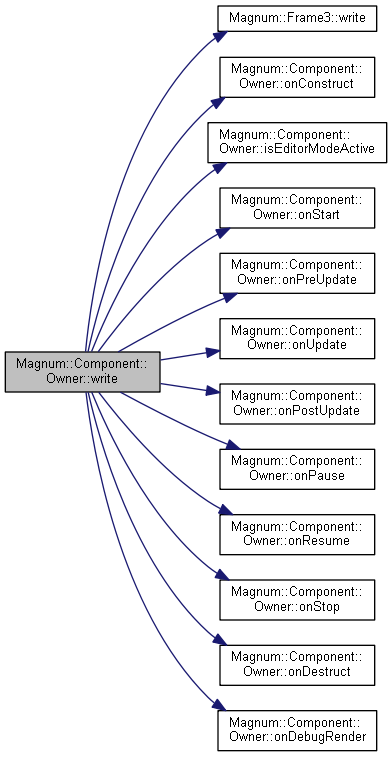 Magnum::Frame3::write
Magnum::Component::
Owner::onConstruct
Magnum::Component::
Owner::isEditorModeActive
Magnum::Component::
Owner::onStart
Magnum::Component::
Owner::onPreUpdate
Magnum::Component::
Owner::onUpdate
Magnum::Component::
Owner::write
Magnum::Component::
Owner::onPostUpdate
Magnum::Component::
Owner::onPause
Magnum::Component::
Owner::onResume
Magnum::Component::
Owner::onStop
Magnum::Component::
Owner::onDestruct
Magnum::Component::
Owner::onDebugRender